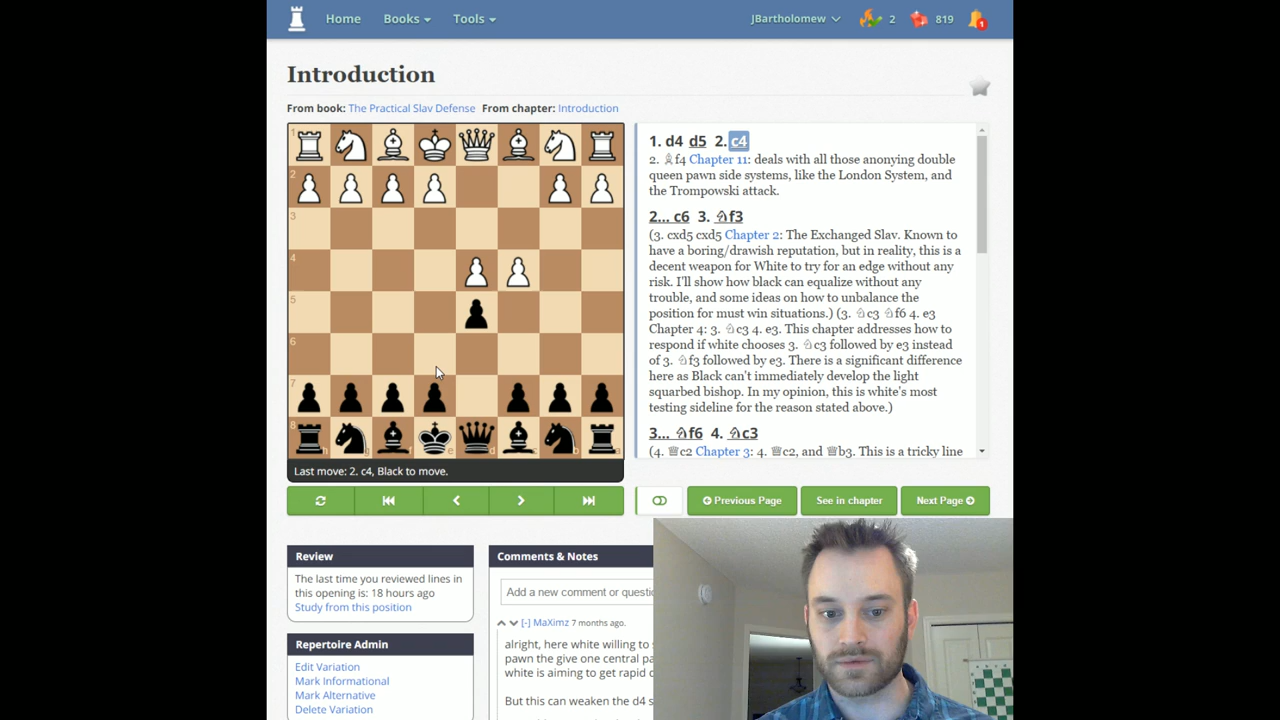 Home
Books
Tools
JBartholomew
2
819
1
Introduction
From book: The Practical Slav Defense From chapter: Introduction
1
2
3
4
5
6
7
8
h
g
f
e
d
c
b
a
Last move: 2. c4, Black to move.
1. d4 d5 2. c4
2. ♗f4 Chapter 11: deals with all those anonying double
queen pawn side systems, like the London System, and
the Trompowski attack.
2... c6 3. ♘f3
(3. cxd5 cxd5 Chapter 2: The Exchanged Slav. Known to
have a boring/drawish reputation, but in reality, this is a
decent weapon for White to try for an edge without any
risk. I'll show how black can equalize without any
trouble, and some ideas on how to unbalance the
position for must win situations.) (3. ♘c3 ♘f6 4. e3
Chapter 4: 3. ♘c3 4. e3. This chapter addresses how to
respond if white chooses 3. ♘c3 followed by e3 instead
of 3. ♘f3 followed by e3. There is a significant difference
here as Black can't immediately develop the light
squarbed bishop. In my opinion, this is white's most
testing sideline for the reason stated above.)
3... ♘f6 4. ♘c3
(4. ♕c2 Chapter 3: 4. ♕c2, and ♕b3. This is a tricky line
Previous Page
See in chapter
Next Page
Review
The last time you reviewed lines in
this opening is: 18 hours ago
Study from this position
Repertoire Admin
Edit Variation
Mark Informational
Mark Alternative
Delete Variation
Comments & Notes
Add a new comment or questi
[-] MaXimz 7 months ago.
alright, here white willing to
pawn the give one central pa
white is aiming to get rapid
But this can weaken the d4 s